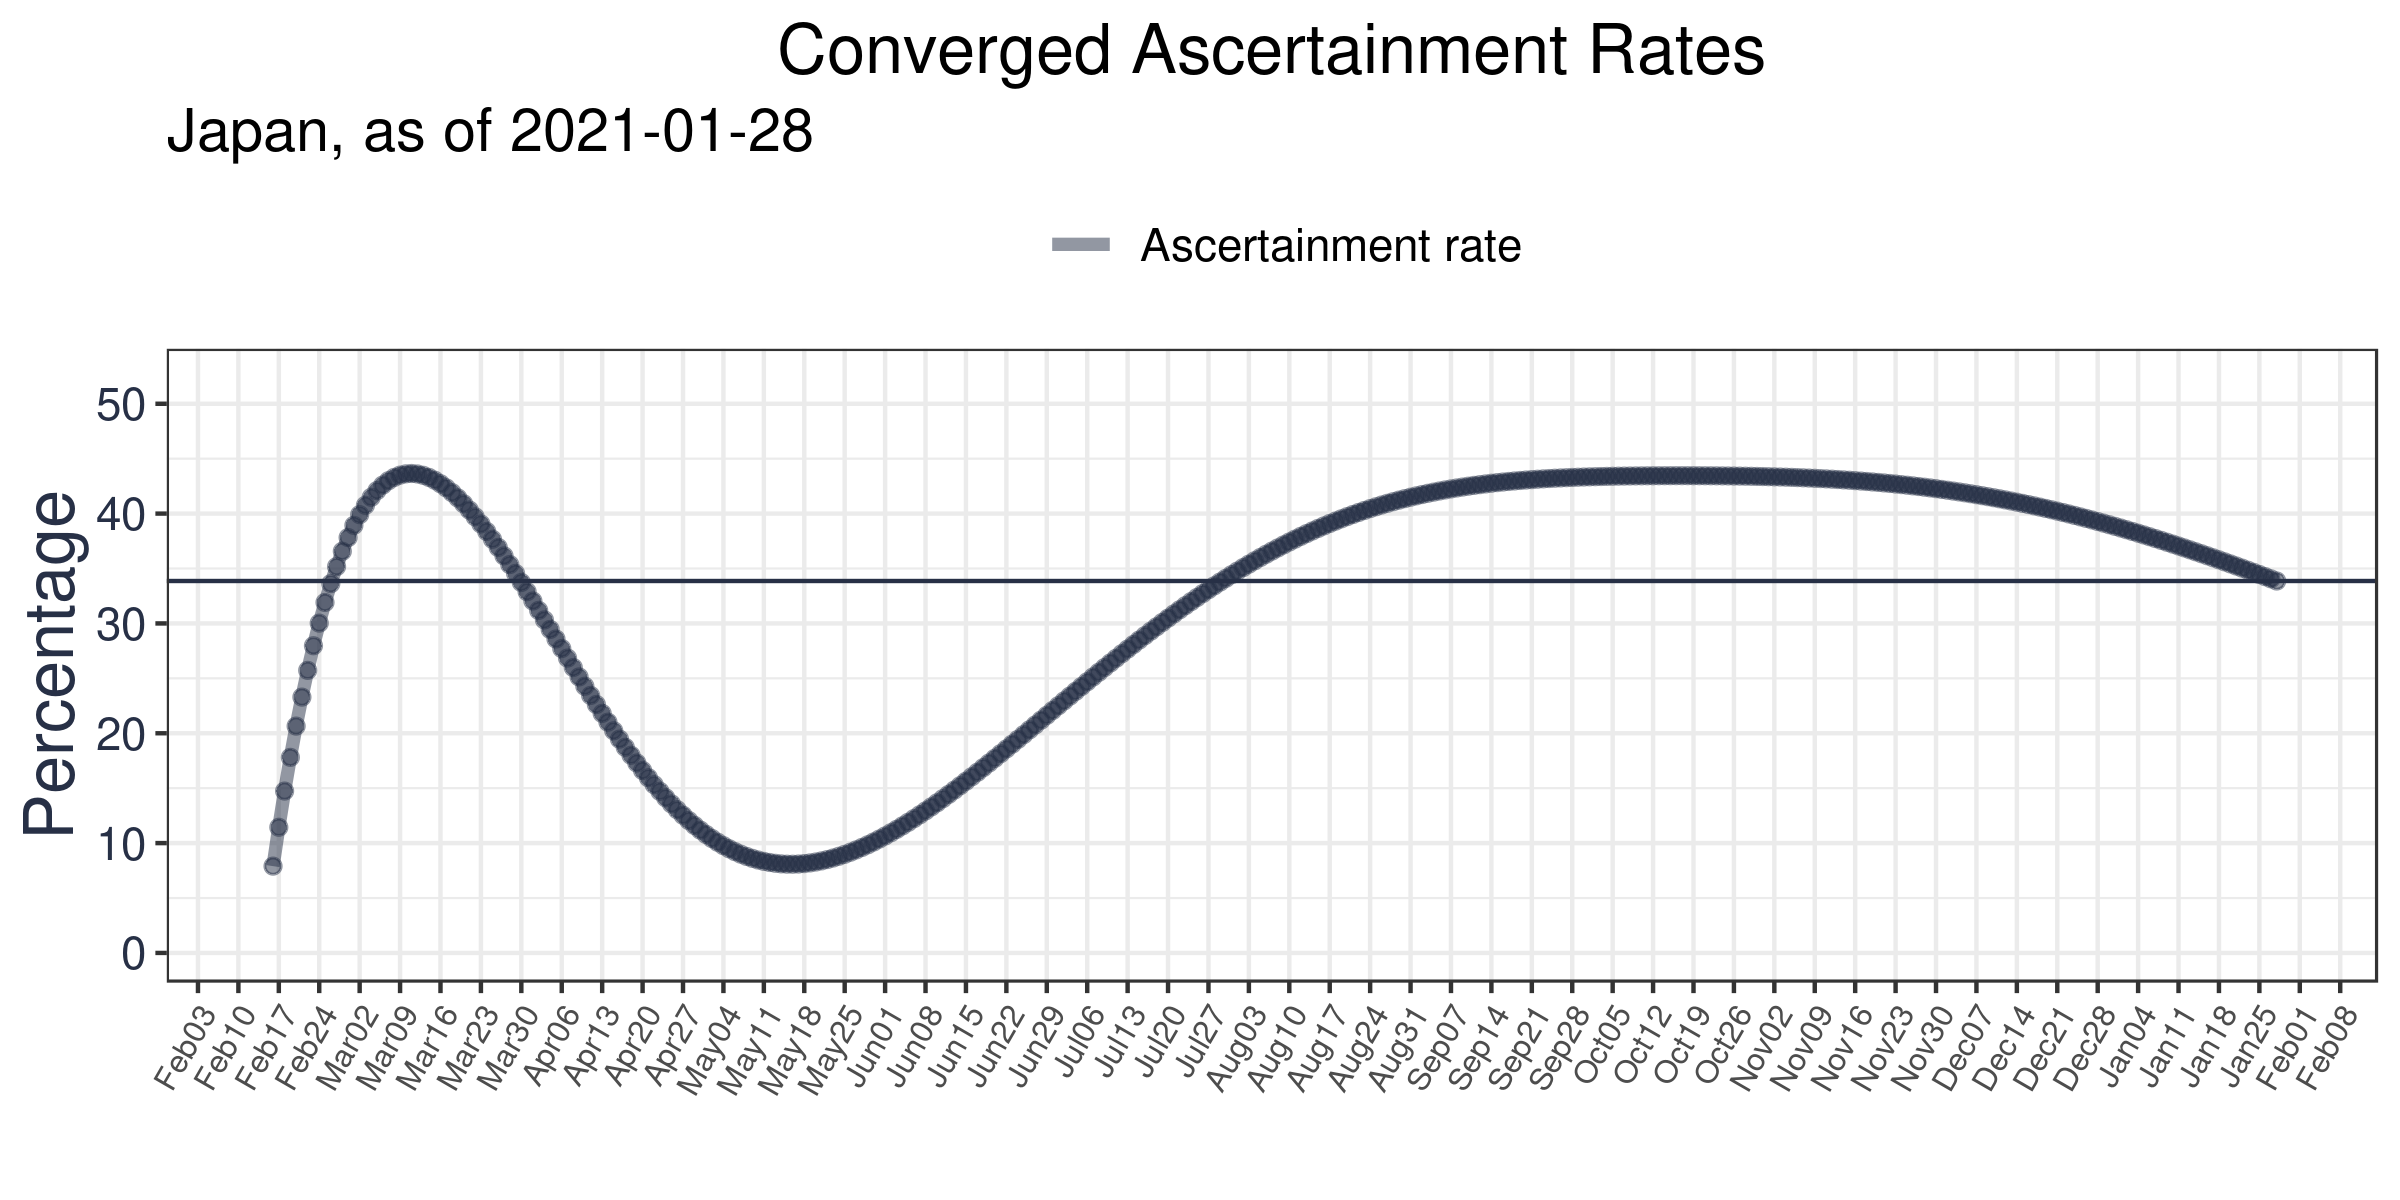 Converged Ascertainment Rates
Japan, as of 2021-01-28
Ascertainment rate
Percentage
50
40
30
20
10
0
Feb03 Feb10 Feb17 Feb24 Mar02 Mar09 Mar16 Mar23 Mar30 Apr06 Apr13 Apr20 Apr27 May04 May11 May18 May25 Jun01 Jun08 Jun15 Jun22 Jun29 Jul06 Jul13 Jul20 Jul27 Aug03 Aug10 Aug17 Aug24 Aug31 Sep07 Sep14 Sep21 Sep28 Oct05 Oct12 Oct19 Oct26 Nov02 Nov09 Nov16 Nov23 Nov30 Dec07 Dec14 Dec21 Dec28 Jan04 Jan11 Jan18 Jan25 Feb01 Feb08